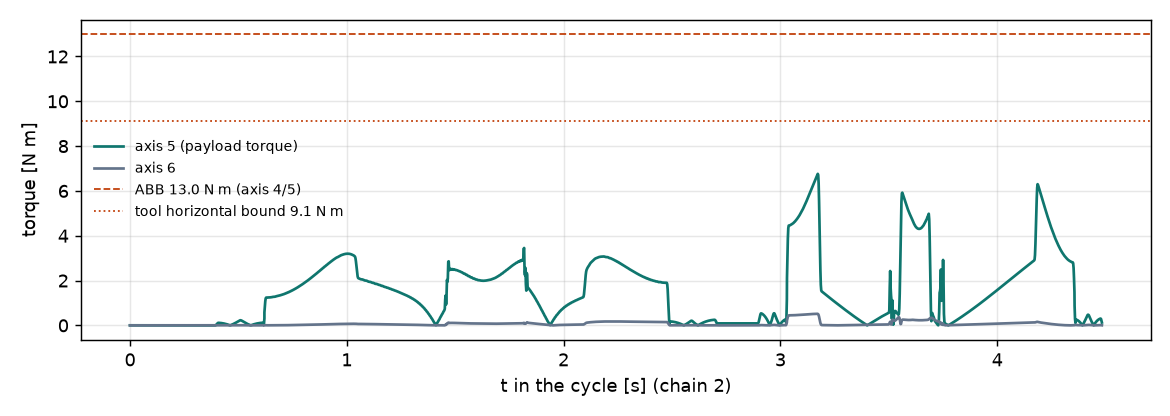 12
10
8
6
4
2
0
torque [N m]
axis 5 (payload torque)
axis 6
ABB 13.0 N m (axis 4/5)
tool horizontal bound 9.1 N m
0 1 2 3 4
t in the cycle [s] (chain 2)